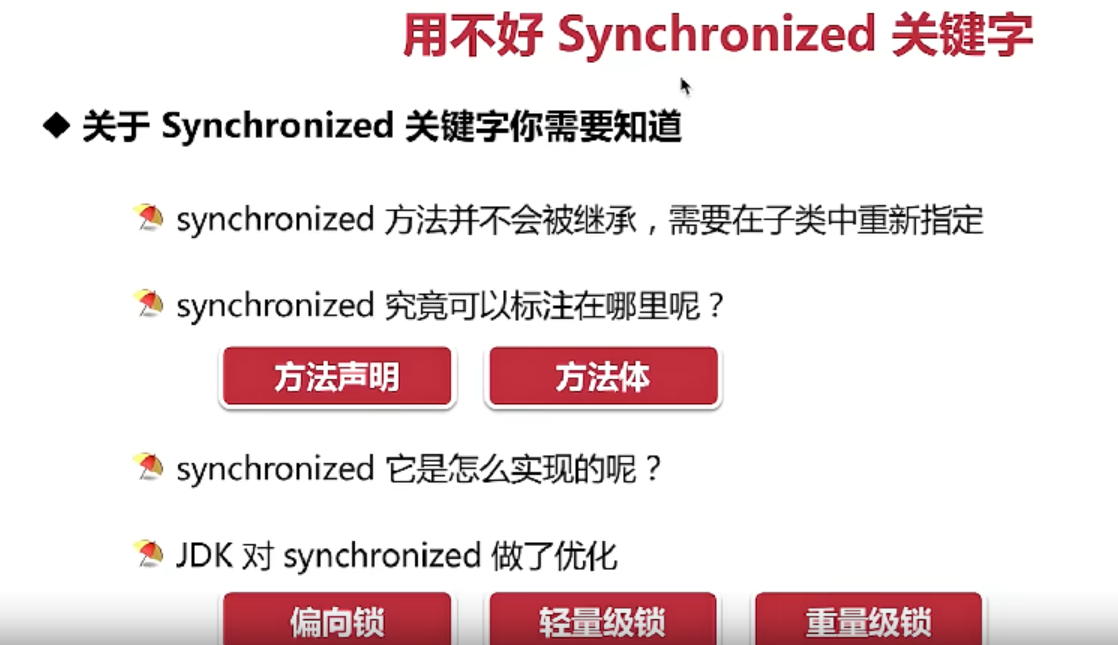 用不好 Synchronized 关键字
关于 Synchronized 关键字你需要知道
synchronized 方法并不会被继承，需要在子类中重新指定
synchronized 究竟可以标注在哪里呢？
方法声明 方法体
synchronized 它是怎么实现的呢？
JDK 对 synchronized 做了优化
偏向锁 轻量级锁 重量级锁